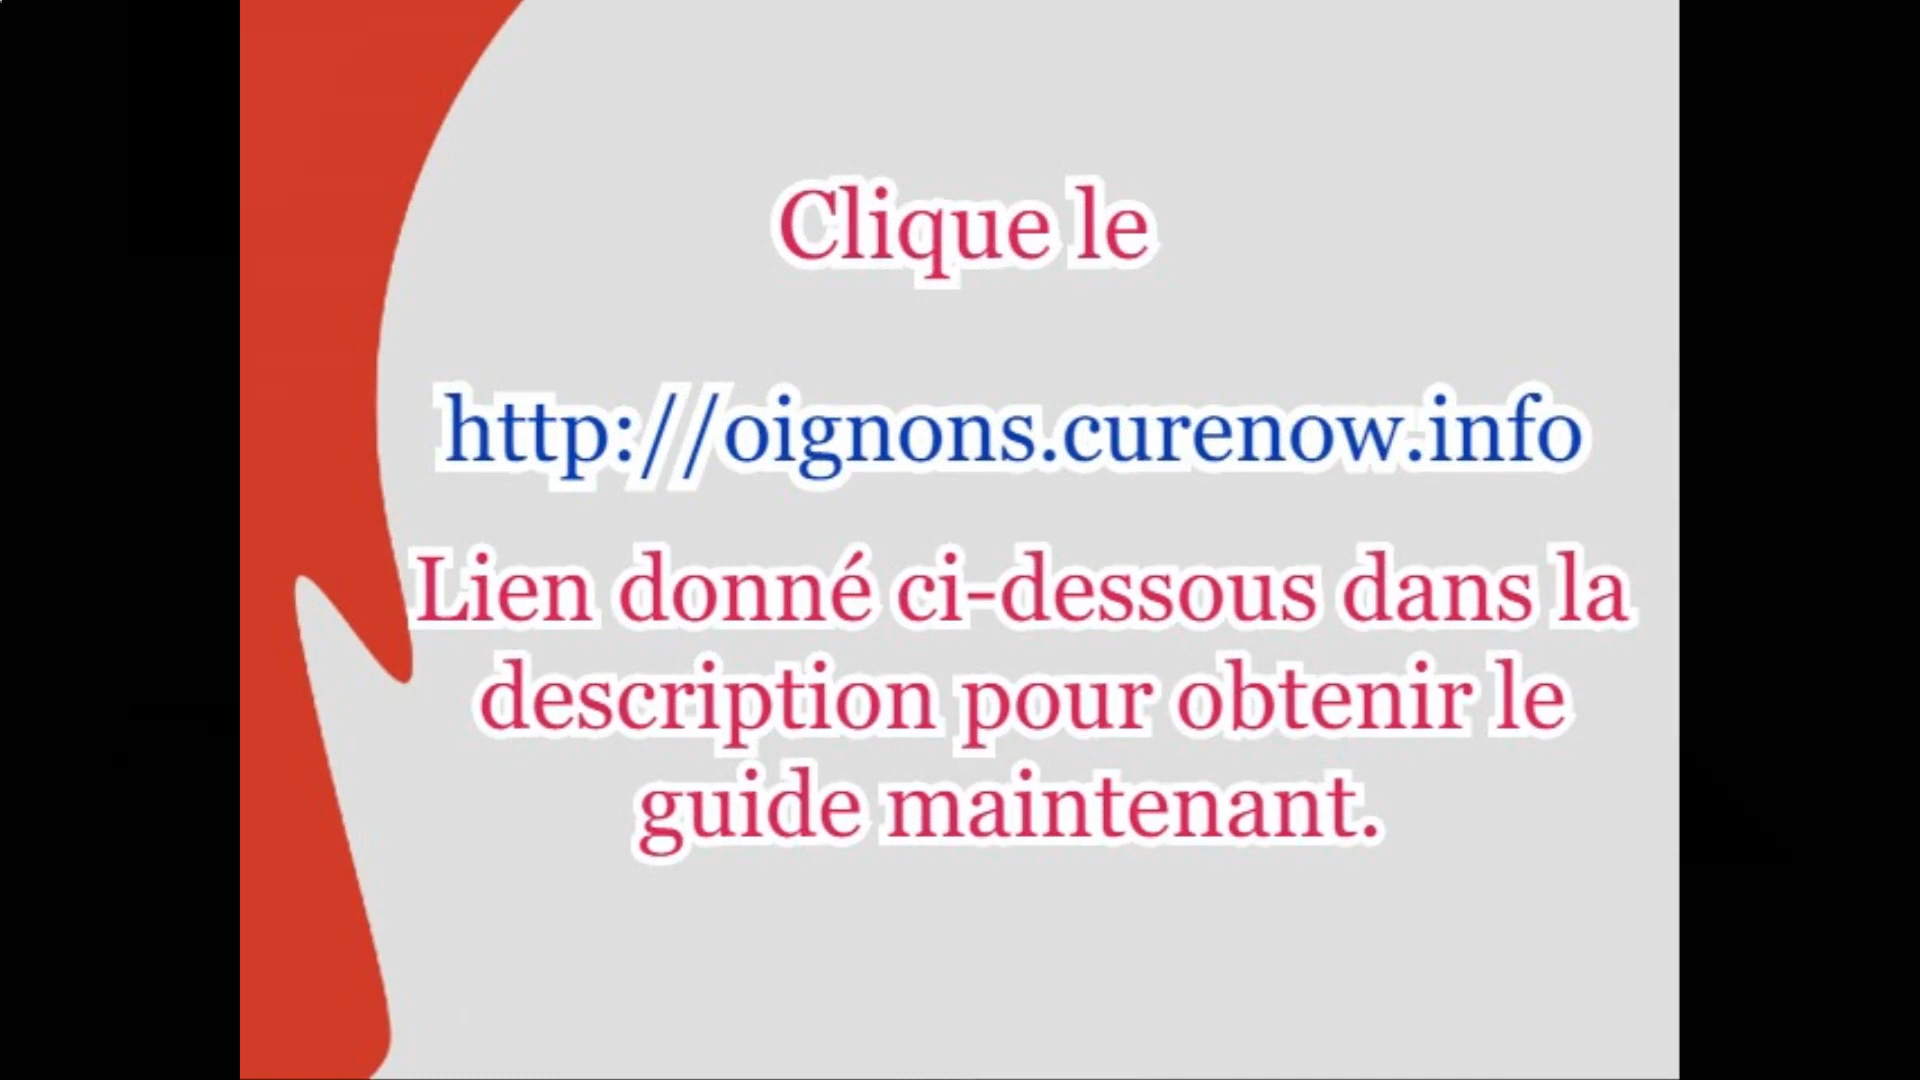 Clique le
http://oignons.curenow.info
Lien donné ci-dessous dans la
description pour obtenir le
guide maintenant.